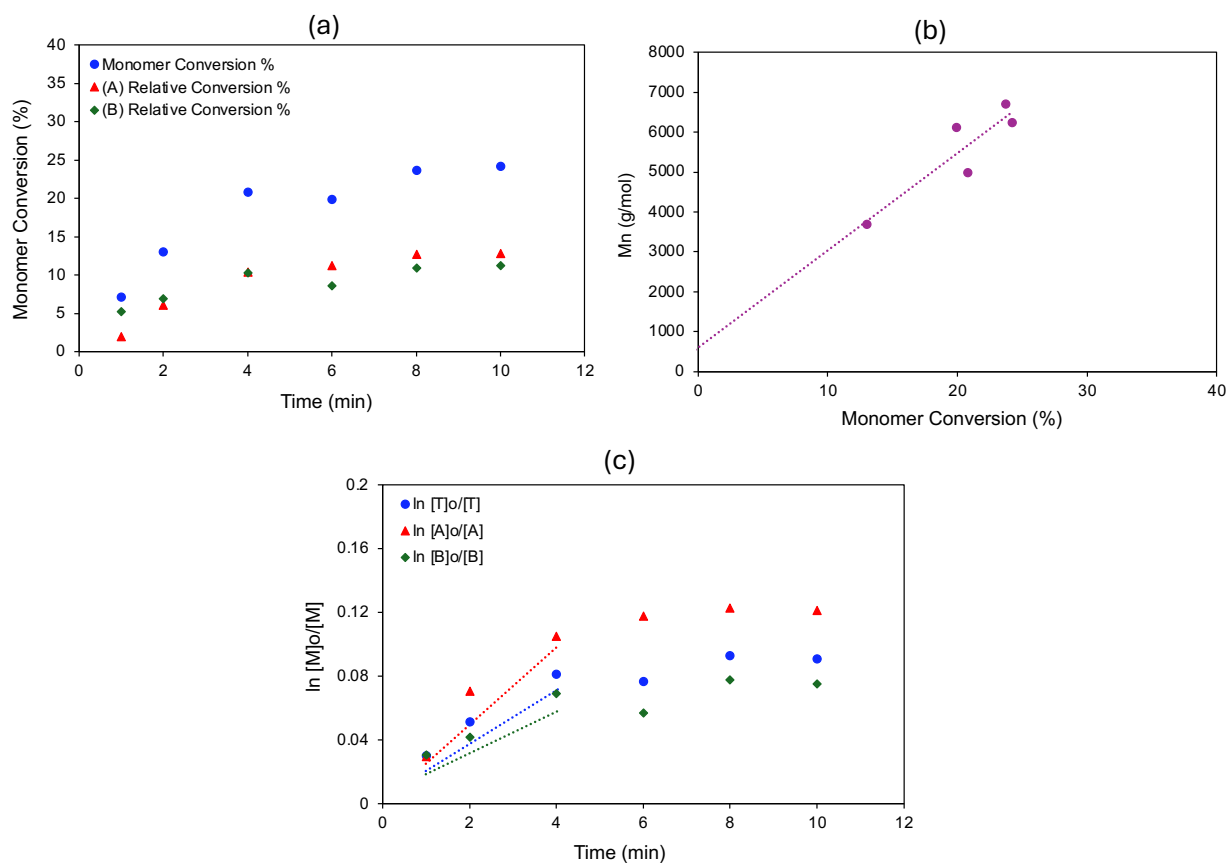 (a)
40
35
30
25
20
15
10
5
0
Monomer Conversion %
(A) Relative Conversion %
(B) Relative Conversion %
Monomer Conversion (%)
0 2 4 6 8 10 12
Time (min)
(b)
8000
7000
6000
5000
4000
3000
2000
1000
0
Mn (g/mol)
0 10 20 30 40
Monomer Conversion (%)
(c)
0.2
0.16
0.12
0.08
0.04
0
ln [T]o/[T]
ln [A]o/[A]
ln [B]o/[B]
ln [M]o/[M]
0 2 4 6 8 10 12
Time (min)